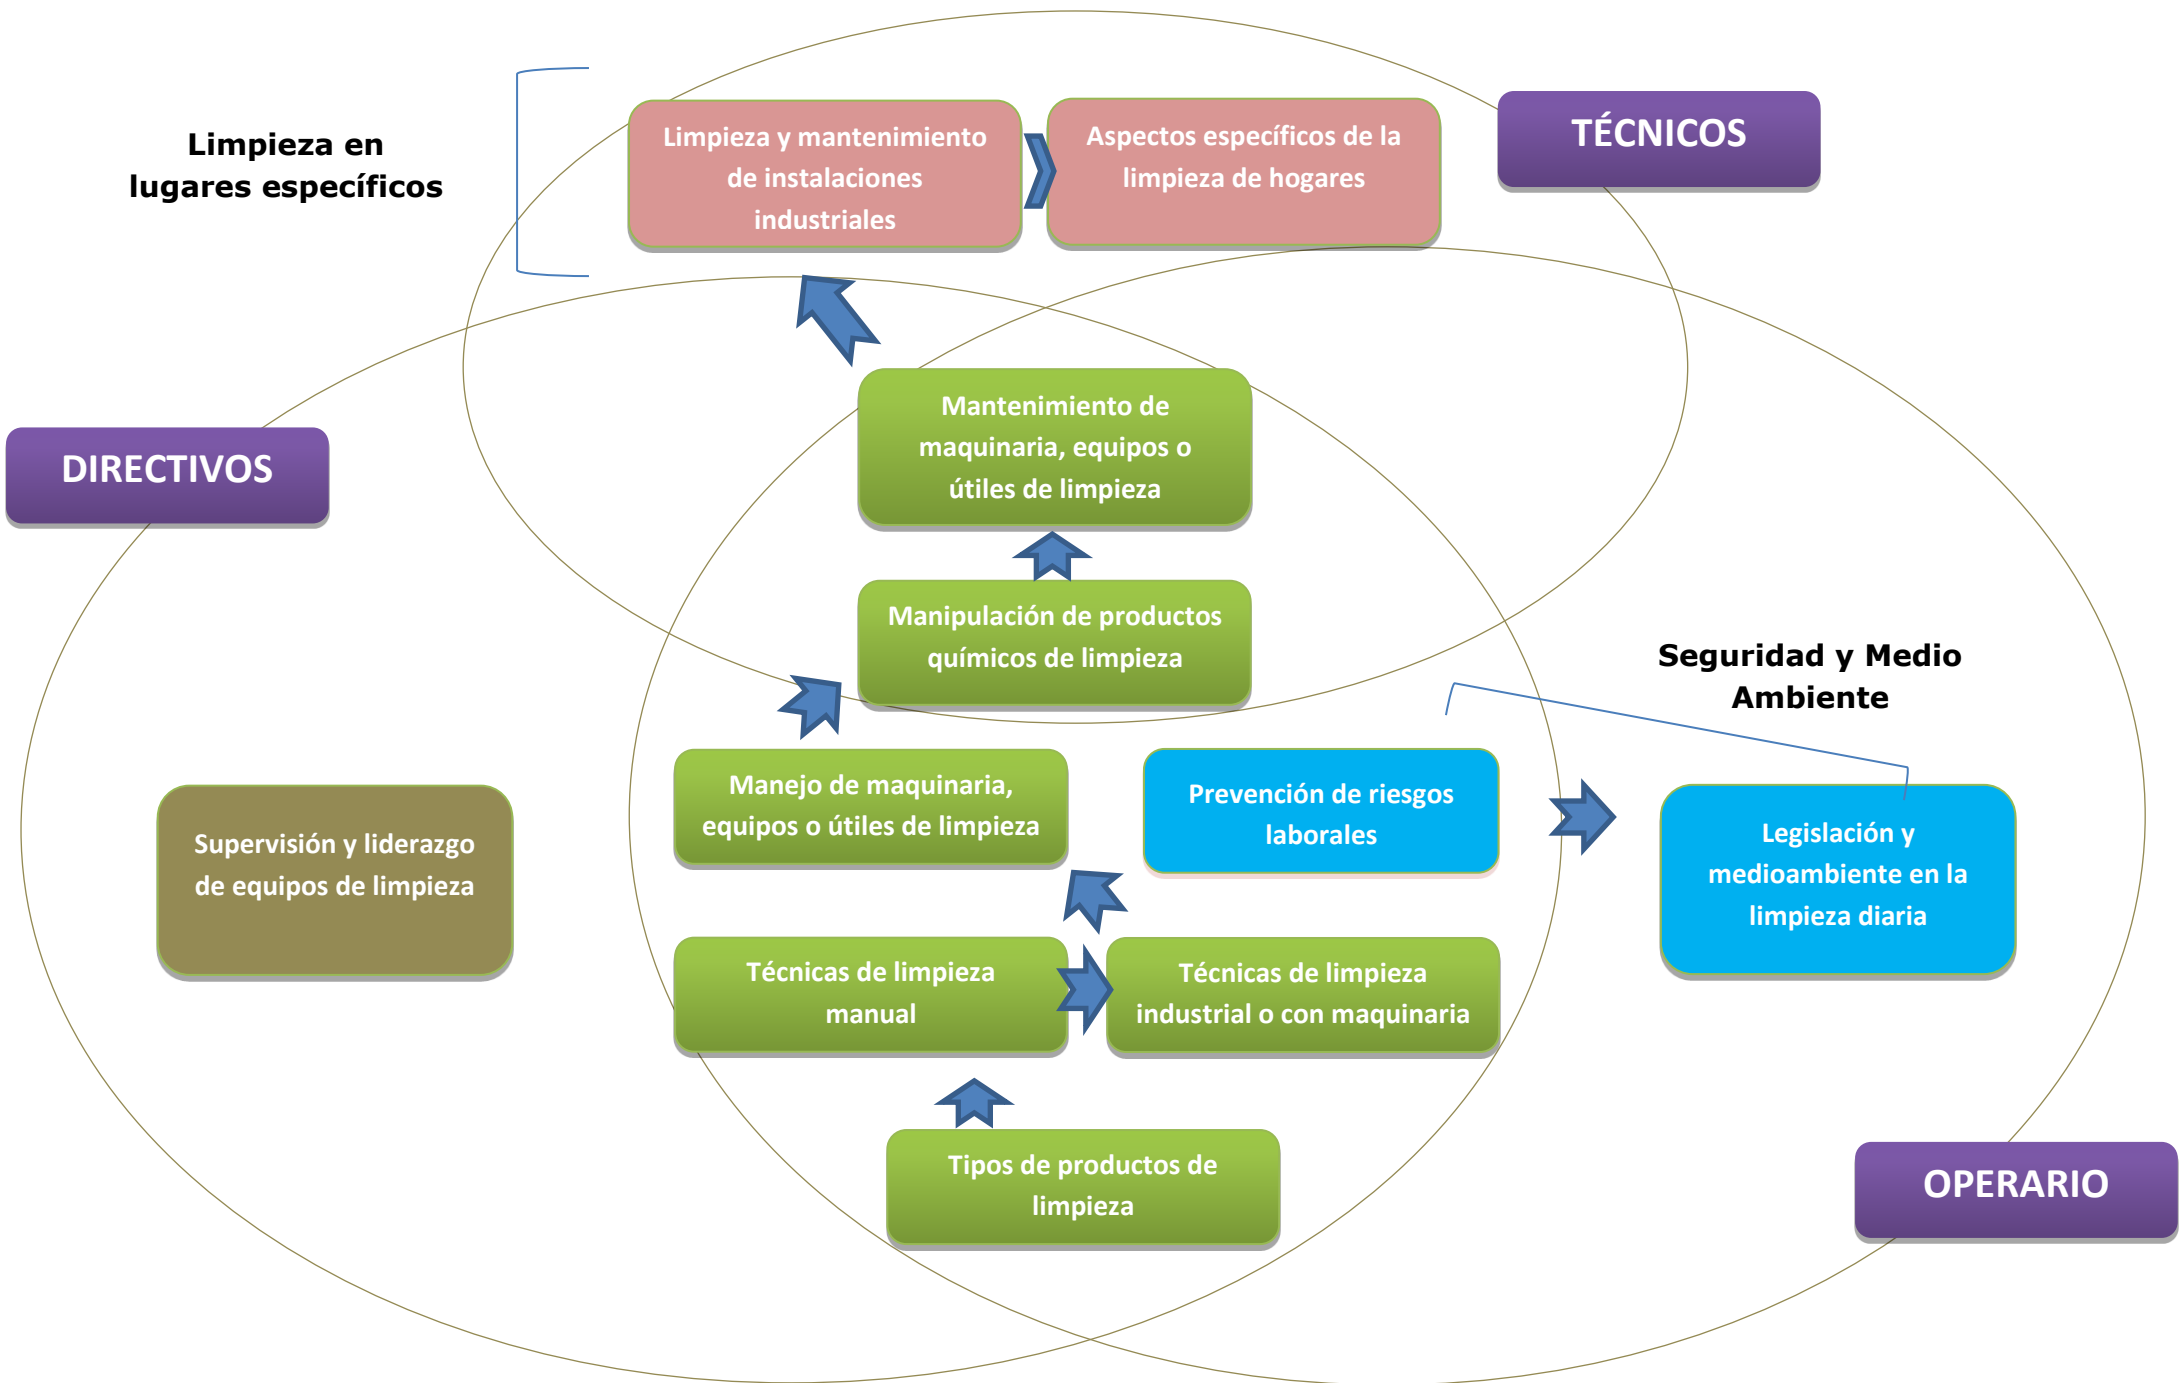 Limpieza en
lugares específicos
Limpieza y mantenimiento
de instalaciones
industriales
Aspectos específicos de la
limpieza de hogares
TÉCNICOS
DIRECTIVOS
Mantenimiento de
maquinaria, equipos o
útiles de limpieza
Manipulación de productos
químicos de limpieza
Seguridad y Medio
Ambiente
Manejo de maquinaria,
equipos o útiles de limpieza
Prevención de riesgos
laborales
Supervisión y liderazgo
de equipos de limpieza
Legislación y
medioambiente en la
limpieza diaria
Técnicas de limpieza
manual
Técnicas de limpieza
industrial o con maquinaria
Tipos de productos de
limpieza
OPERARIO